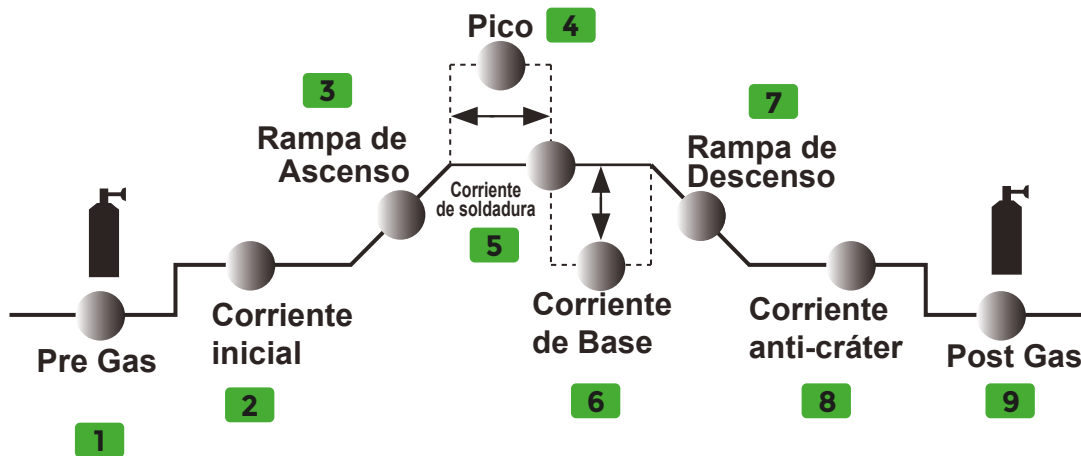 Pico 4
3
Rampa de
Ascenso
7
Rampa de
Descenso
Corriente
de soldadura
5
Pre Gas
1
Corriente
inicial
2
Corriente
de Base
6
Corriente
anti-cráter
8
Post Gas
9